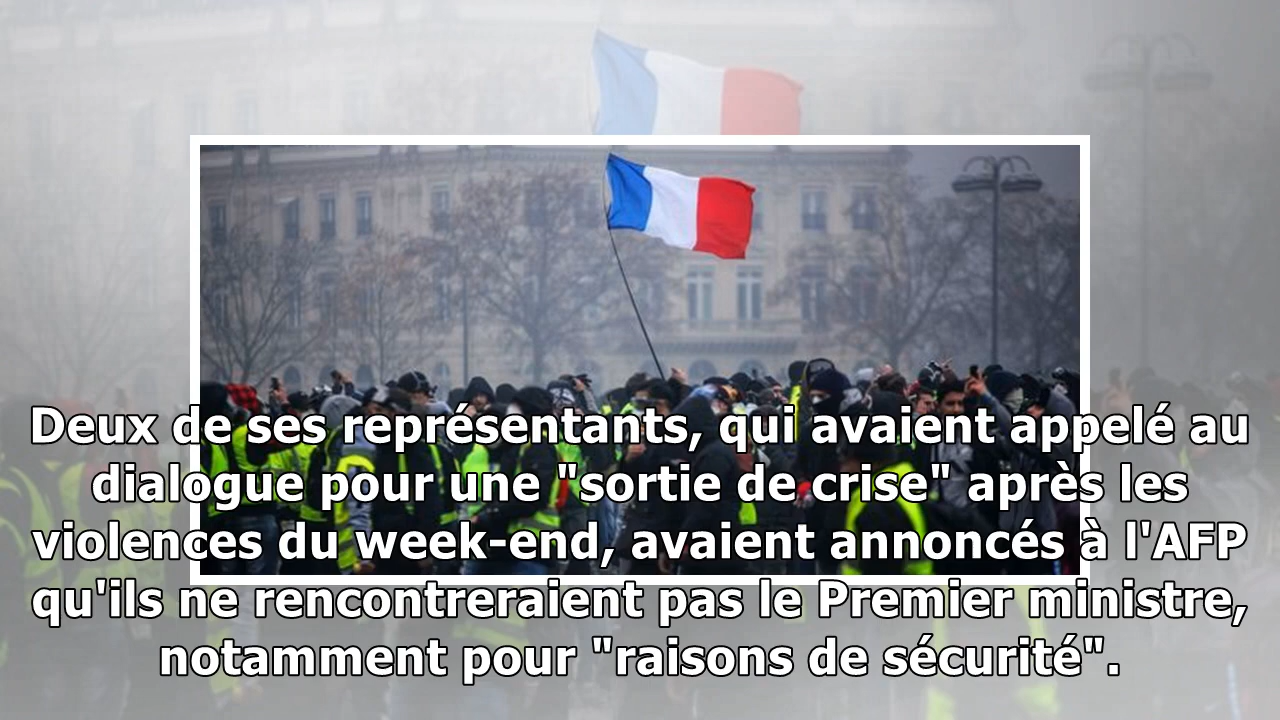 Deux de ses représentants, qui avaient appelé au
dialogue pour une "sortie de crise" après les
violences du week-end, avaient annoncés à l'AFP
qu'ils ne rencontreraient pas le Premier ministre,
notamment pour "raisons de sécurité".